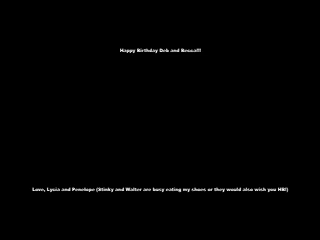 Happy Birthday Deb and Becca!!!
Love, Lycia and Penelope (Stinky and Walter are busy eating my shoes or they would also wish you HB!)